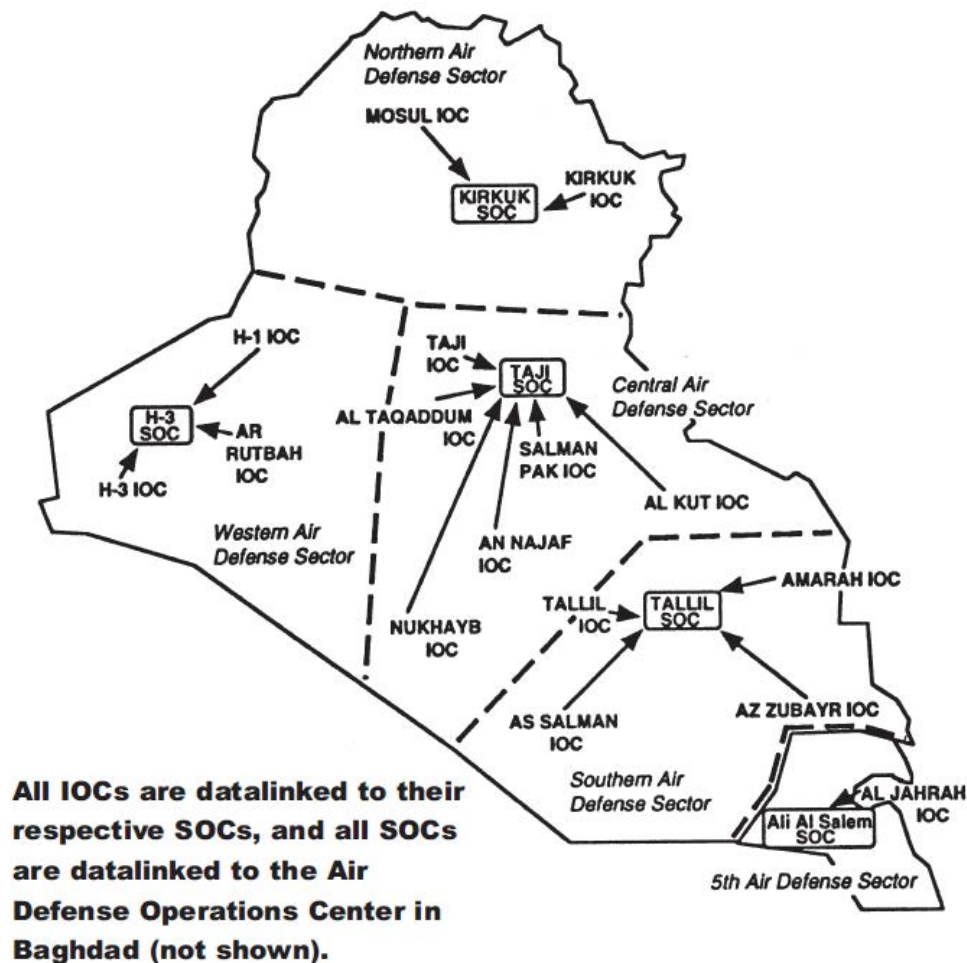 Northern Air
Defense Sector
MOSUL IOC
KIRKUK
IOC
KIRKUK
SOC
H-1 IOC
TAJI
IOC
TAJI
SOC
Central Air
Defense Sector
H-3
SOC
AR
RUTBAH
IOC
AL TAQADDUM
IOC
SALMAN
PAK IOC
H-3 IOC
AL KUT IOC
Western Air
Defense Sector
AN NAJAF
IOC
AMARAH IOC
TALLIL
IOC
TALLIL
SOC
NUKHAYB
IOC
AS SALMAN
IOC
AZ ZUBAYR IOC
Southern Air
Defense Sector
AL JAHRAH
IOC
Ali Al Salem
SOC
5th Air Defense Sector
All IOCs are datalinked to their
respective SOCs, and all SOCs
are datalinked to the Air
Defense Operations Center in
Baghdad (not shown).